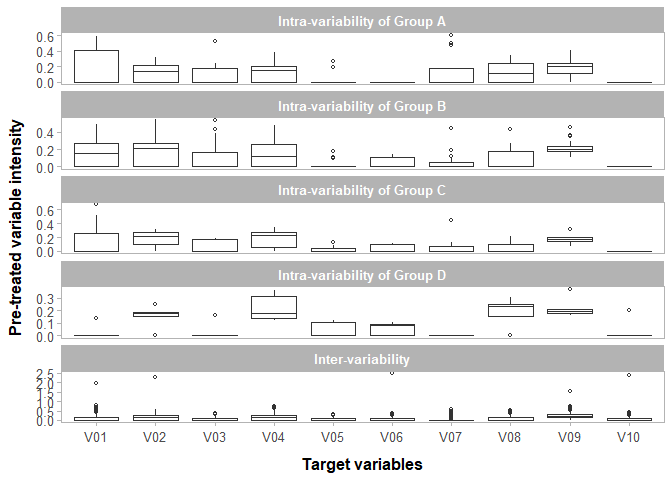 Intra-variability of Group A
0.6
0.4
0.2
0.0
Intra-variability of Group B
0.4
0.2
0.0
Intra-variability of Group C
0.6
0.4
0.2
0.0
Intra-variability of Group D
0.3
0.2
0.1
0.0
Inter-variability
2.5
2.0
1.5
1.0
0.5
0.0
V01 V02 V03 V04 V05 V06 V07 V08 V09 V10
Target variables
Pre-treated variable intensity